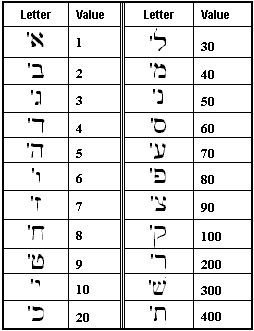 Letter Value Letter Value
א' 1 ל' 30
ב' 2 מ' 40
ג' 3 נ' 50
ד' 4 ס' 60
ה' 5 ע' 70
ו' 6 פ' 80
ז' 7 צ' 90
ח' 8 ק' 100
ט' 9 ר' 200
י' 10 ש' 300
כ' 20 ת' 400